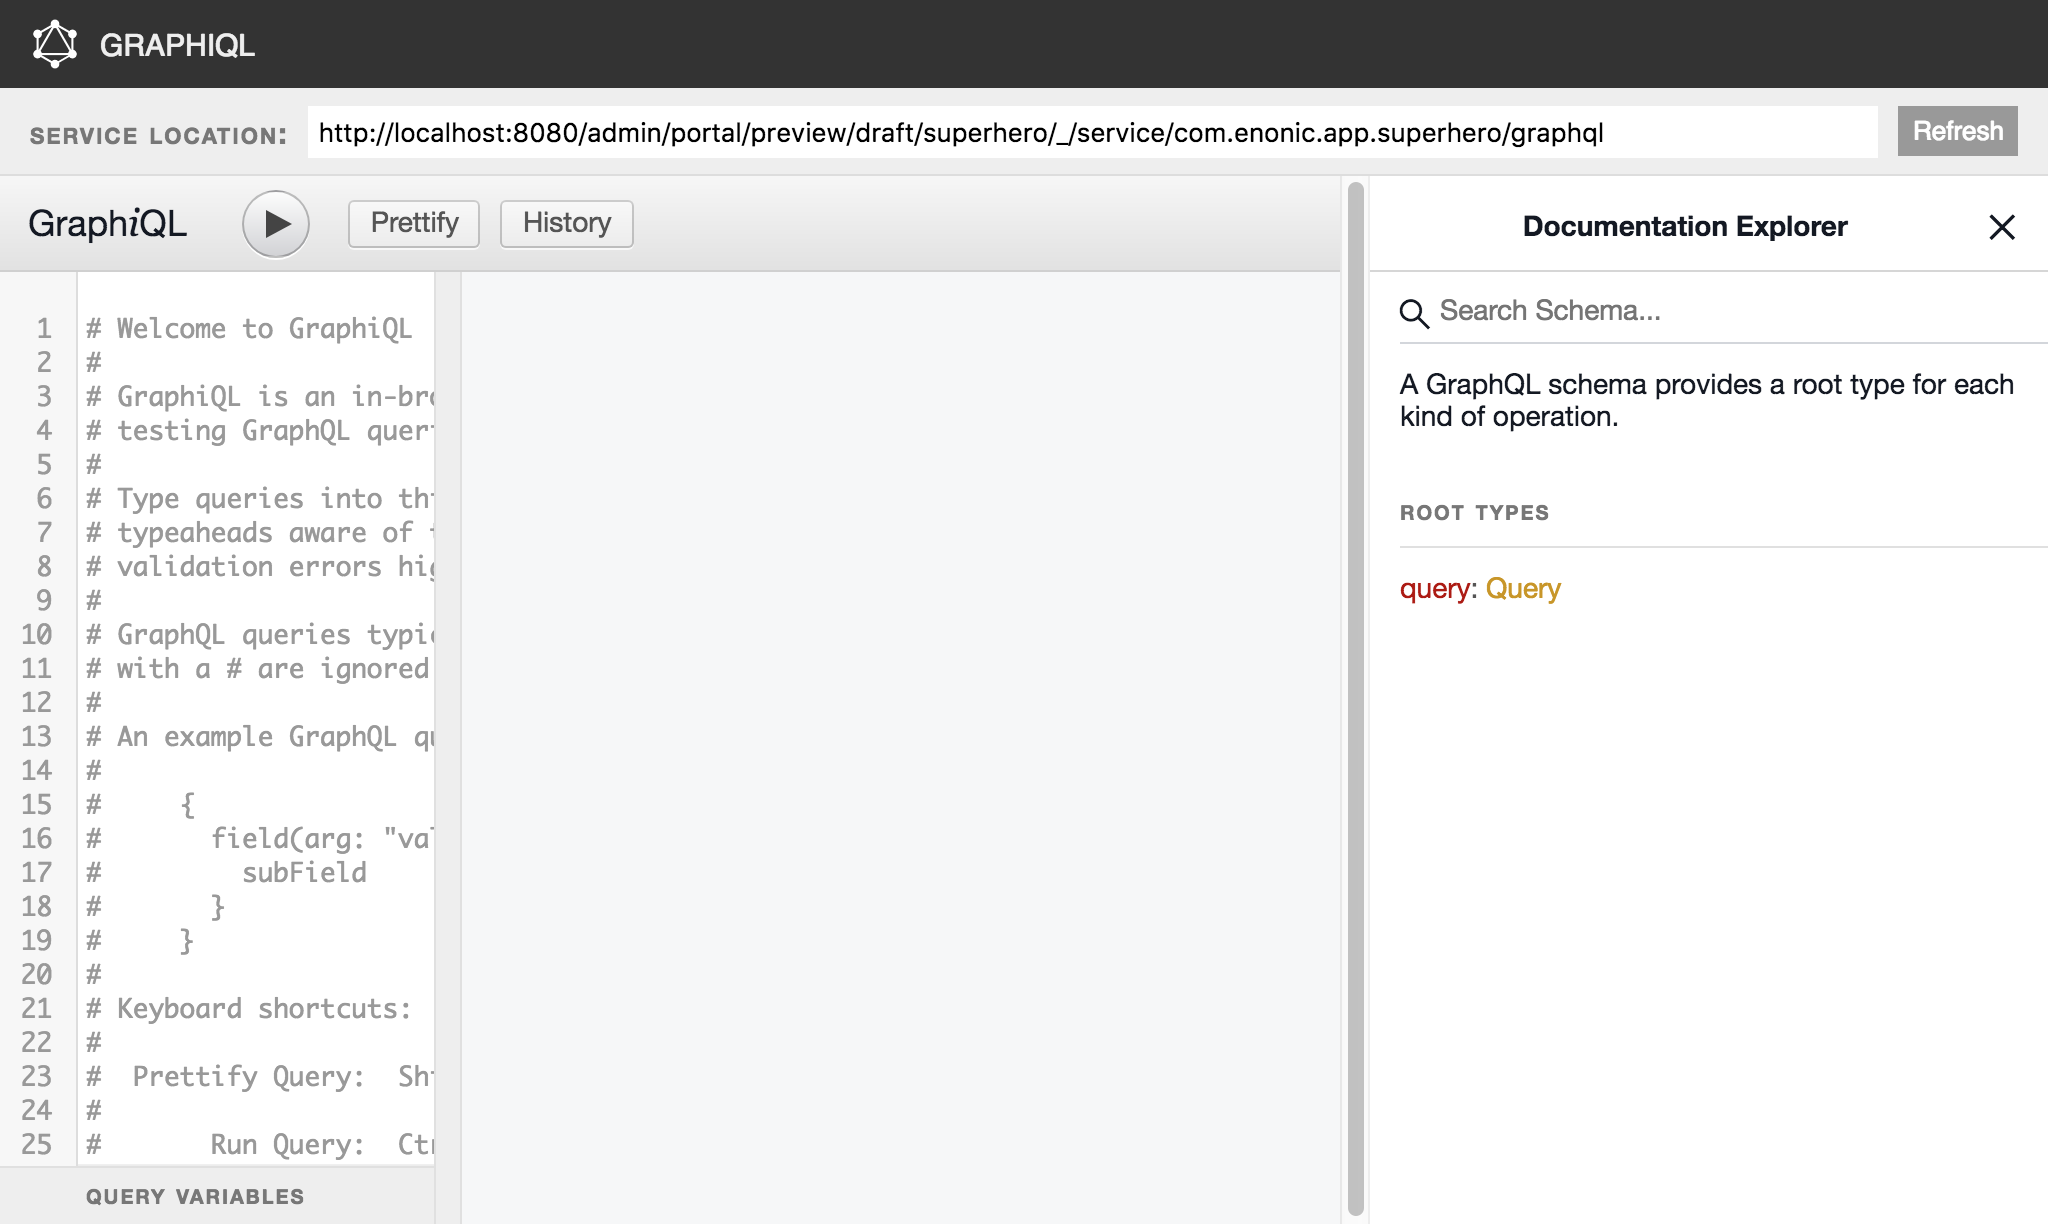 GRAPHIQL
SERVICE LOCATION: http://localhost:8080/admin/portal/preview/draft/superhero/_/service/com.enonic.app.superhero/graphql Refresh
GraphiQL Prettify History
1 # Welcome to GraphiQL
2 #
3 # GraphiQL is an in-bro
4 # testing GraphQL quer
5 #
6 # Type queries into th
7 # typeaheads aware of
8 # validation errors hig
9 #
10 # GraphQL queries typic
11 # with a # are ignored
12 #
13 # An example GraphQL qu
14 #
15 #     {
16 #       field(arg: "val
17 #         subField
18 #       }
19 #     }
20 #
21 # Keyboard shortcuts:
22 #
23 #  Prettify Query:  Sh
24 #
25 #       Run Query:  Ct
QUERY VARIABLES
Documentation Explorer
Search Schema...
A GraphQL schema provides a root type for each
kind of operation.
ROOT TYPES
query: Query